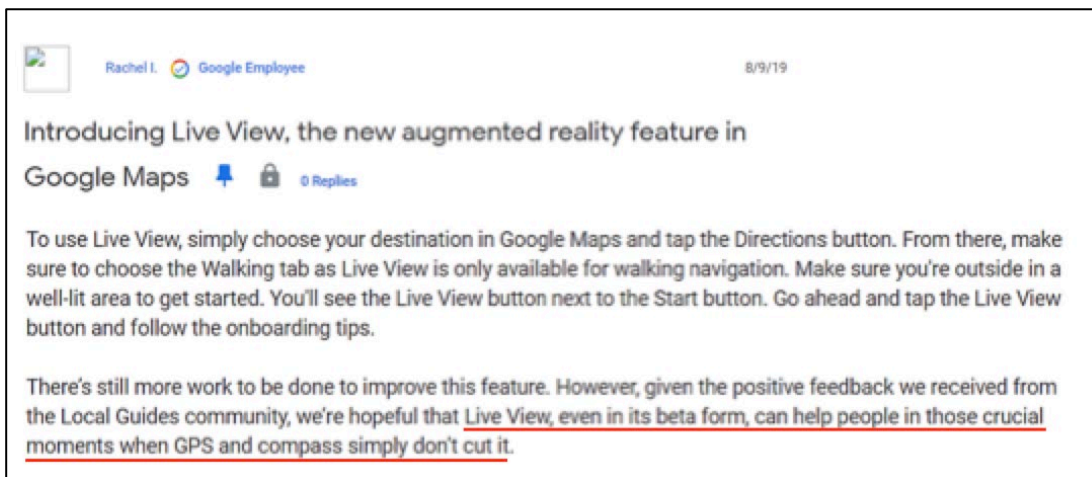 Rachel I. Google Employee 8/9/19
Introducing Live View, the new augmented reality feature in
Google Maps 0 Replies
To use Live View, simply choose your destination in Google Maps and tap the Directions button. From there, make
sure to choose the Walking tab as Live View is only available for walking navigation. Make sure you're outside in a
well-lit area to get started. You'll see the Live View button next to the Start button. Go ahead and tap the Live View
button and follow the onboarding tips.
There's still more work to be done to improve this feature. However, given the positive feedback we received from
the Local Guides community, we're hopeful that Live View, even in its beta form, can help people in those crucial
moments when GPS and compass simply don't cut it.